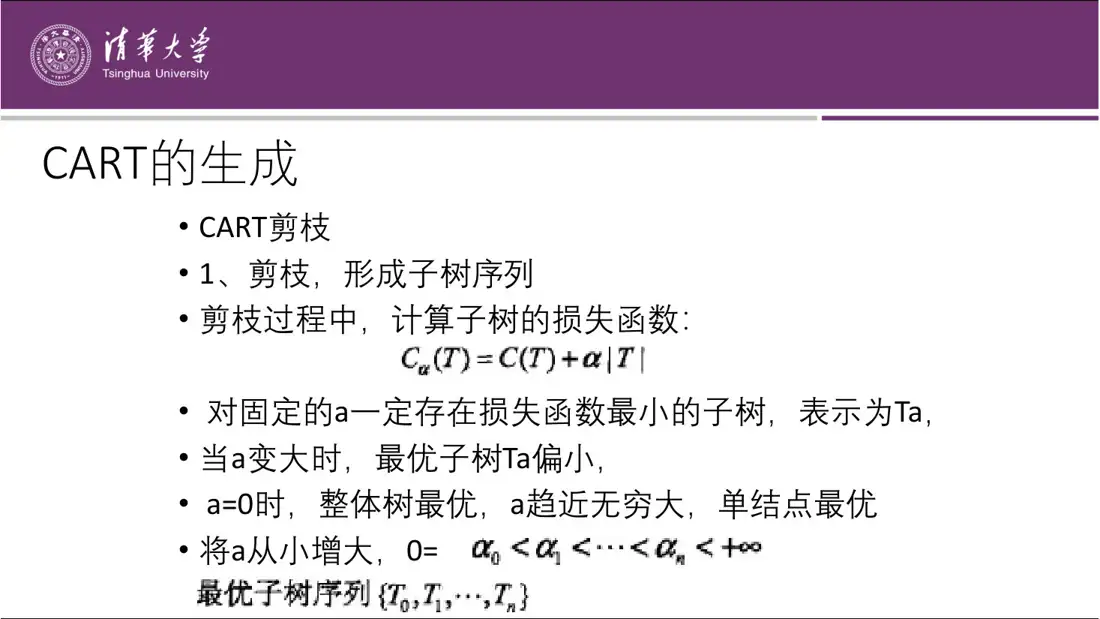 清华大学
Tsinghua University
CART的生成
• CART剪枝
• 1、剪枝，形成子树序列
• 剪枝过程中，计算子树的损失函数：
Cα(T) = C(T) + α|T|
• 对固定的a一定存在损失函数最小的子树，表示为Ta，
• 当a变大时，最优子树Ta偏小，
• a=0时，整体树最优，a趋近无穷大，单结点最优
• 将a从小增大，0= α0 < α1 < ⋯ < αn < +∞
最优子树序列 {T0, T1, ⋯, Tn}